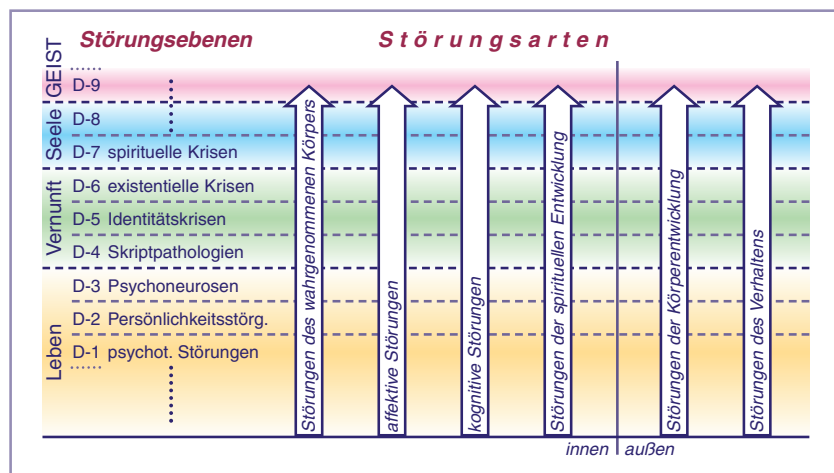 Störungsebenen
Störungsarten
GEIST
D-9
Seele
D-8
D-7 spirituelle Krisen
Vernunft
D-6 existentielle Krisen
D-5 Identitätskrisen
D-4 Skriptpathologien
Leben
D-3 Psychoneurosen
D-2 Persönlichkeitsstörg.
D-1 psychot. Störungen
Störungen des wahrgenommenen Körpers
affektive Störungen
kognitive Störungen
Störungen der spirituellen Entwicklung
Störungen der Körperentwicklung
Störungen des Verhaltens
innen
außen